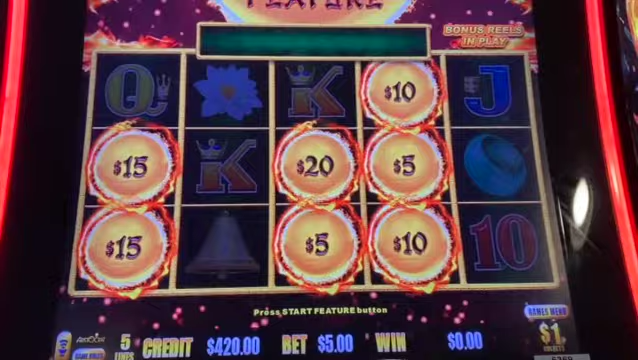 FEATURE
BONUS REELS
IN PLAY
Q K $10 J
$15 K $20 $5
$15 $5 $10 10
Press START FEATURE button
5 LINES CREDIT $420.00 BET $5.00 WIN $0.00
GAMES MENU
$1